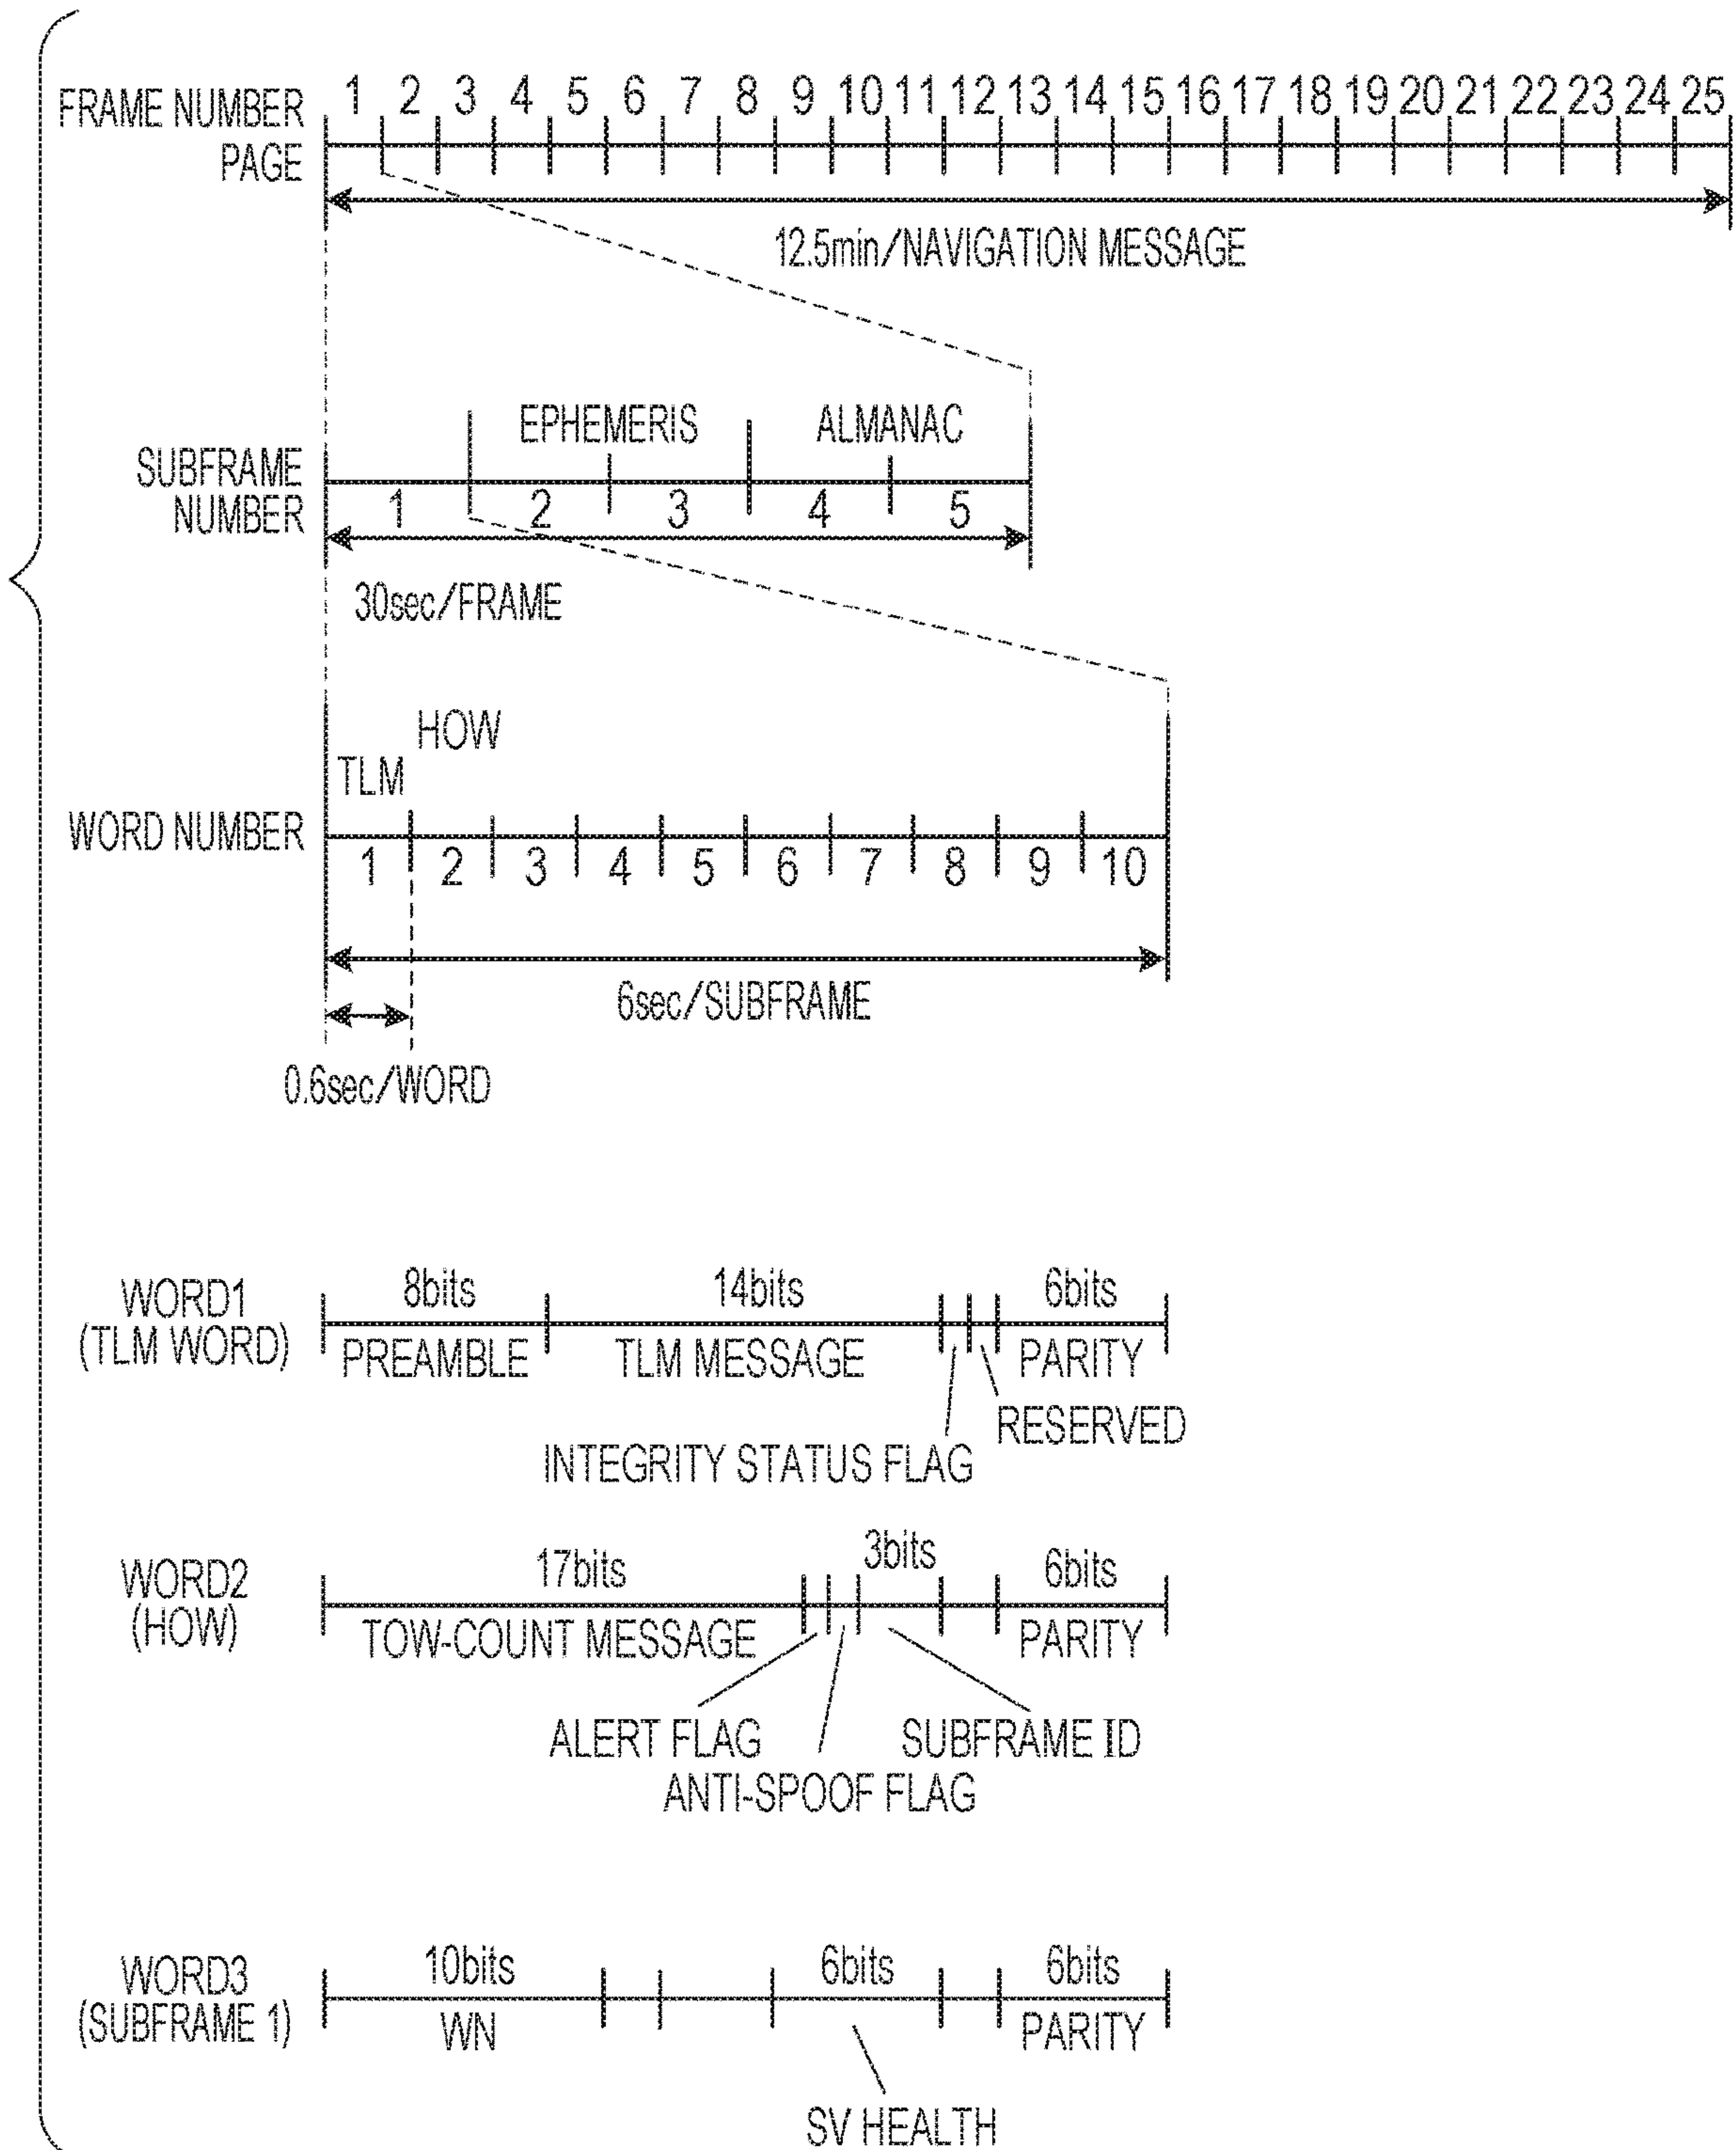 1 2 3 4 5 6 7 8 9 10 11 12 13 14 15 16 17 18 19 20 21 22 23 24 25
FRAME NUMBER
PAGE
12.5min/NAVIGATION MESSAGE
EPHEMERIS ALMANAC
SUBFRAME
NUMBER
1 2 3 4 5
30sec/FRAME
HOW
TLM
WORD NUMBER
1 2 3 4 5 6 7 8 9 10
6sec/SUBFRAME
0.6sec/WORD
WORD1
(TLM WORD)
8bits 14bits 6bits
PREAMBLE TLM MESSAGE PARITY
RESERVED
INTEGRITY STATUS FLAG
WORD2
(HOW)
17bits 3bits 6bits
TOW-COUNT MESSAGE PARITY
ALERT FLAG SUBFRAME ID
ANTI-SPOOF FLAG
WORD3
(SUBFRAME 1)
10bits 6bits 6bits
WN PARITY
SV HEALTH